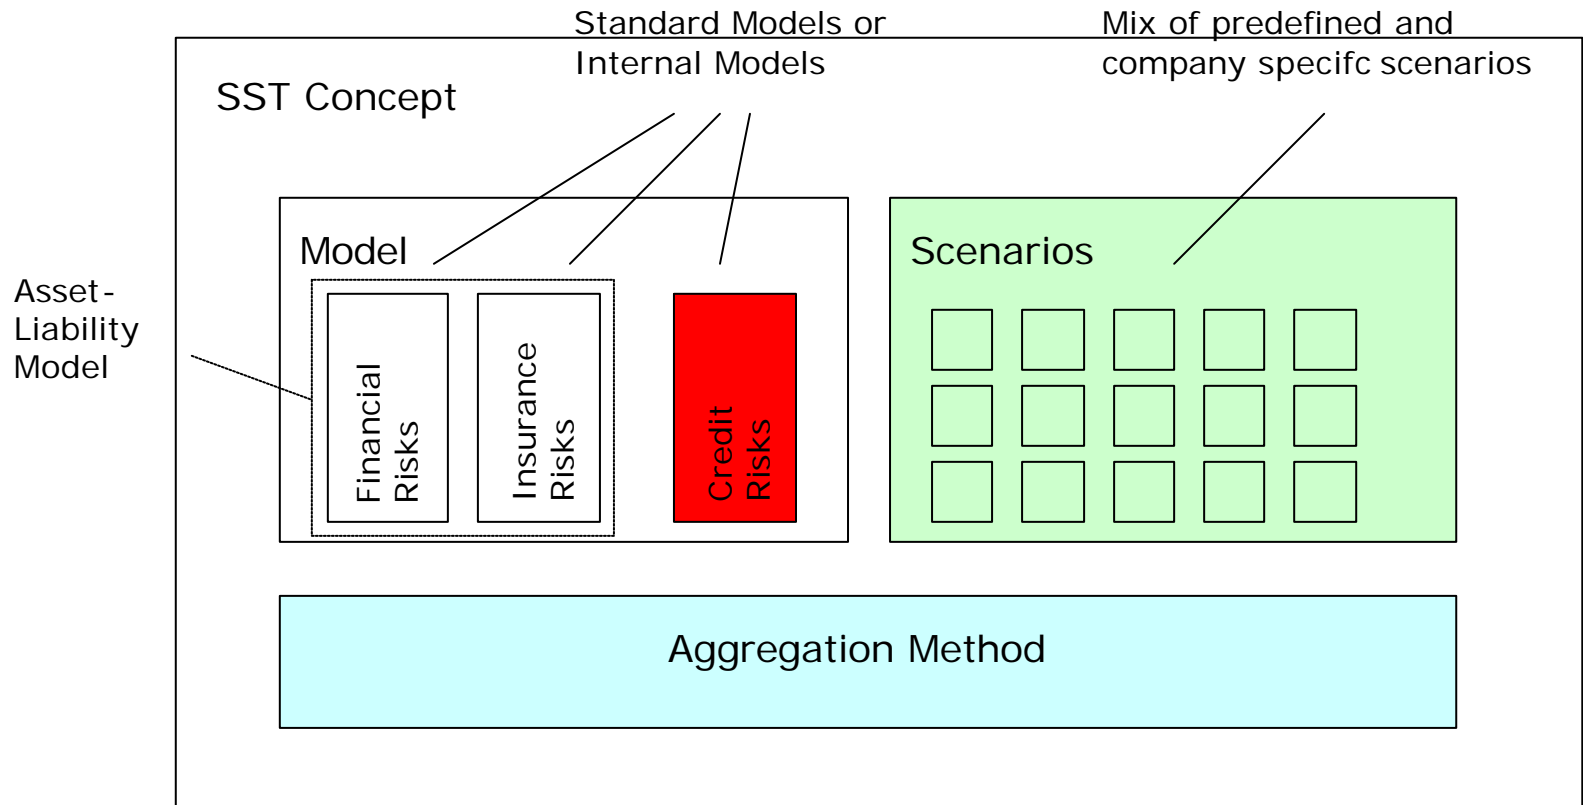 Standard Models or
Internal Models
Mix of predefined and
company specifc scenarios
SST Concept
Model
Scenarios
Asset-
Liability
Model
Financial
Risks
Insurance
Risks
Credit
Risks
Aggregation Method